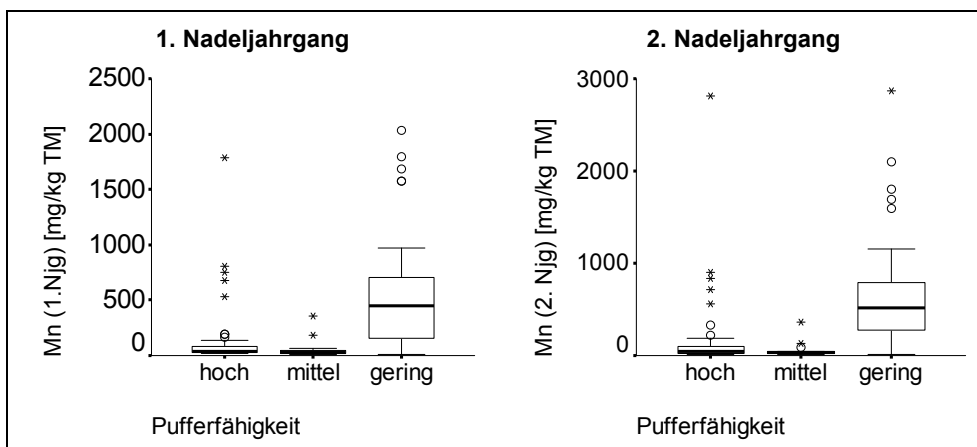 1. Nadeljahrgang
Mn (1.Njg) [mg/kg TM]
2500
2000
1500
1000
500
0
hoch mittel gering
Pufferfähigkeit
2. Nadeljahrgang
Mn (2. Njg) [mg/kg TM]
3000
2000
1000
0
hoch mittel gering
Pufferfähigkeit